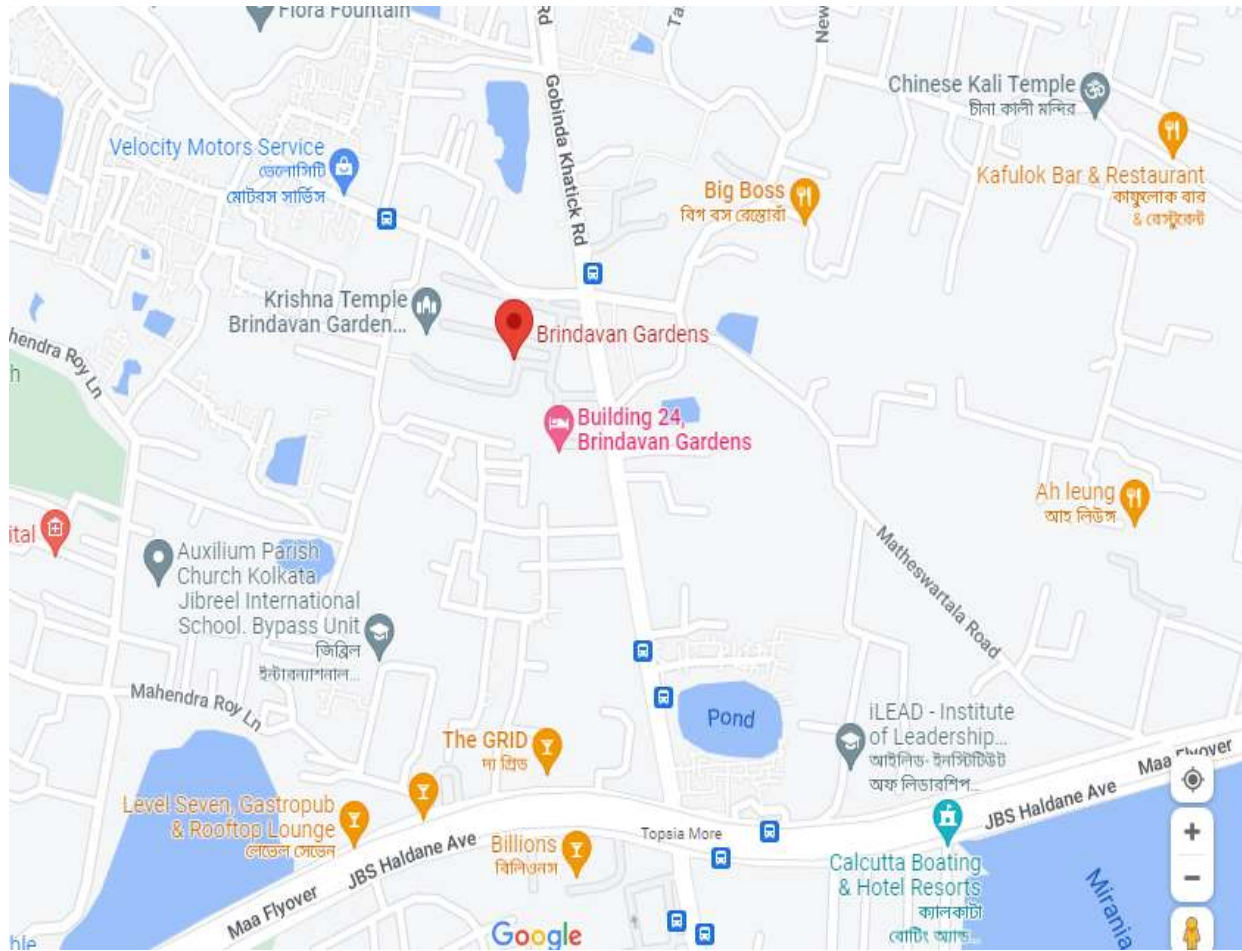 Flora Fountain
Rd
Gobinda Khatick Rd
Ta
New
Chinese Kali Temple
চীনা কালী মন্দির
Velocity Motors Service
ভেলোসিটি
মোটবস সার্ভিস
Kafulok Bar & Restaurant
কাফুলোক বার
& রেস্টুরেন্ট
Big Boss
বিগ বস রেস্তোরাঁ
Krishna Temple
Brindavan Garden...
Brindavan Gardens
hendra Roy Ln
h
Building 24,
Brindavan Gardens
Ah leung
আহ লিউঙ্গ
ital
Auxilium Parish
Church Kolkata
Jibreel International
School. Bypass Unit
জিব্রিল
ইন্টারন্যাশনাল...
Matheswartala Road
Mahendra Roy Ln
Pond
iLEAD - Institute
of Leadership...
আইলিড- ইনস্টিটিউট
অফ লিডারশিপ...
The GRID
দ্য গ্রিড
Maa Flyover
JBS Haldane Ave
Level Seven, Gastropub
& Rooftop Lounge
লেভেল সেভেন
Billions
বিলিওনস
Topsia More
JBS Haldane Ave
Maa Flyover
Calcutta Boating
& Hotel Resorts
ক্যালকাটা
বোটিং অ্যান্ড...
Mirania
Google
ble